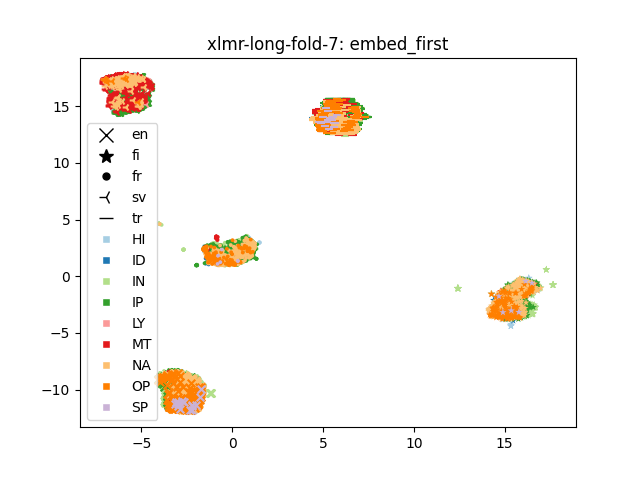 xlmr-long-fold-7: embed_first
15
10
5
0
−5
−10
−5
0
5
10
15
en
fi
fr
sv
tr
HI
ID
IN
IP
LY
MT
NA
OP
SP